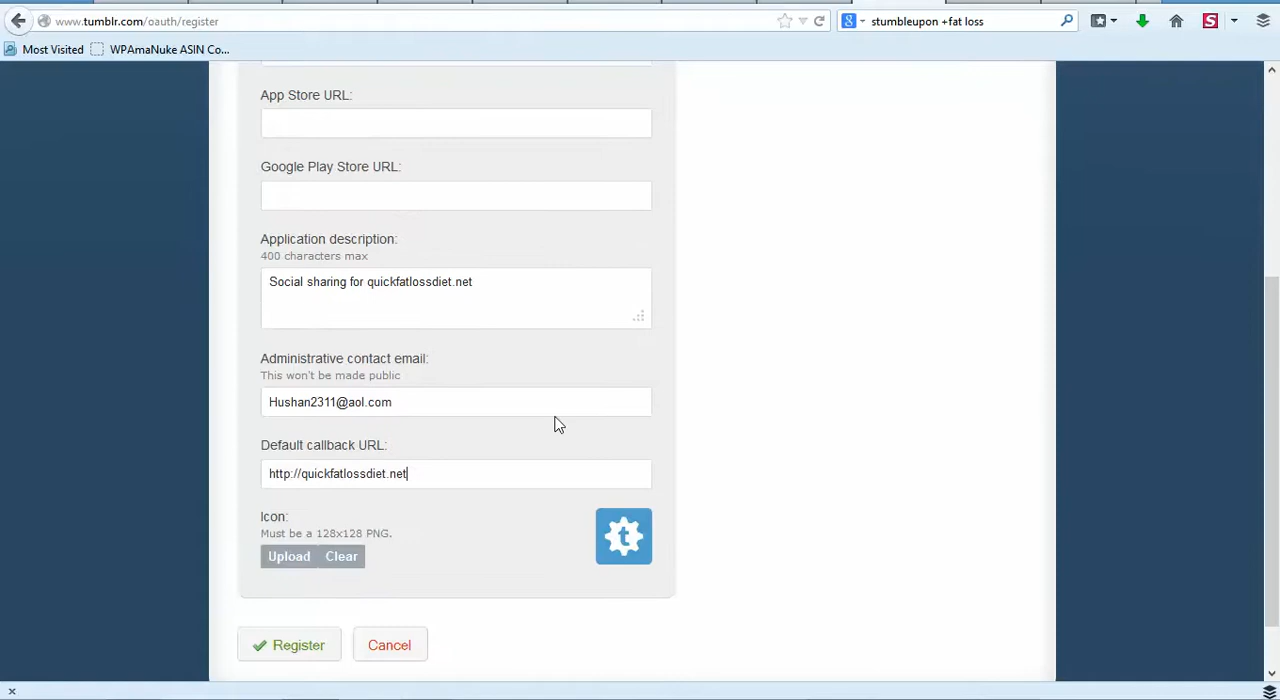 www.tumblr.com/oauth/register
stumbleupon +fat loss
Most Visited
WPAmaNuke ASIN Co...
App Store URL:
Google Play Store URL:
Application description:
400 characters max
Social sharing for quickfatlossdiet.net
Administrative contact email:
This won't be made public
Hushan2311@aol.com
Default callback URL:
http://quickfatlossdiet.net
Icon:
Must be a 128x128 PNG.
Upload Clear
Register Cancel